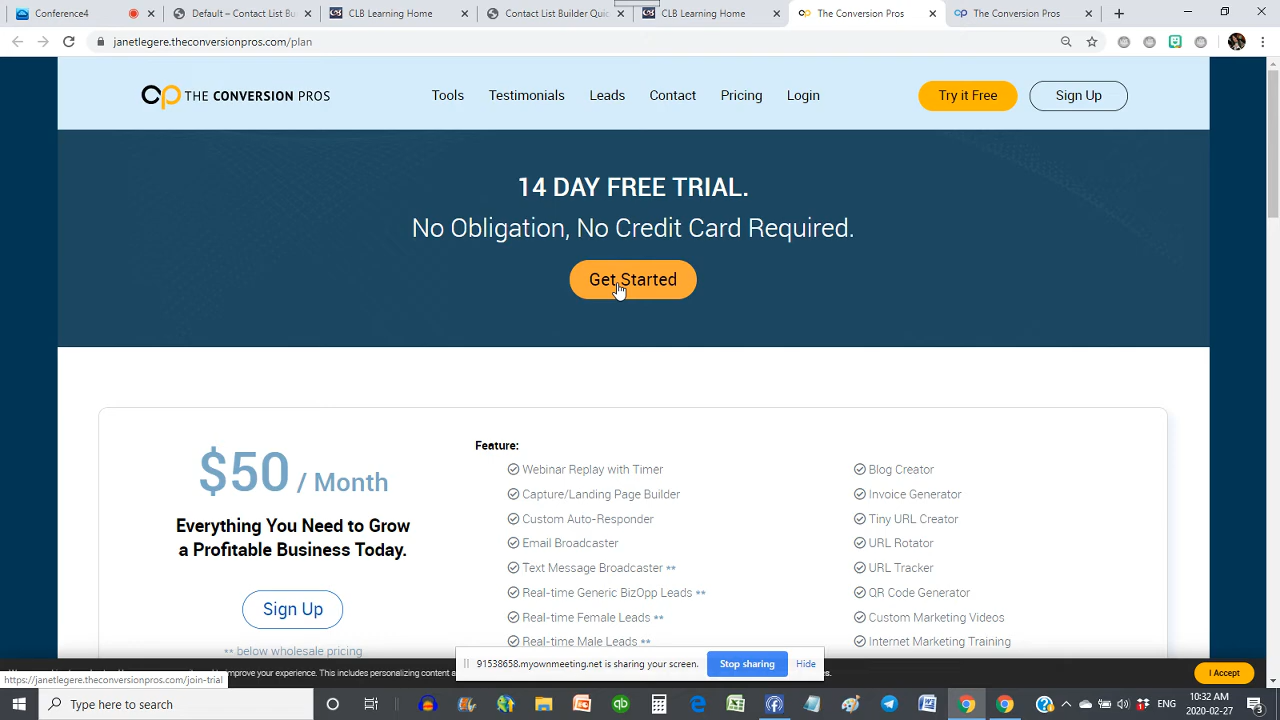 Conference4
Default – Contact List Bui
CLB Learning Home
Contact List Builder Quic
CLB Learning Home
The Conversion Pros
The Conversion Pros
janetlegere.theconversionpros.com/plan
THE CONVERSION PROS
Tools
Testimonials
Leads
Contact
Pricing
Login
Try it Free
Sign Up
14 DAY FREE TRIAL.
No Obligation, No Credit Card Required.
Get Started
$50 / Month
Everything You Need to Grow
a Profitable Business Today.
Sign Up
** below wholesale pricing
Feature:
Webinar Replay with Timer
Capture/Landing Page Builder
Custom Auto-Responder
Email Broadcaster
Text Message Broadcaster **
Real-time Generic BizOpp Leads **
Real-time Female Leads **
Real-time Male Leads **
Blog Creator
Invoice Generator
Tiny URL Creator
URL Rotator
URL Tracker
QR Code Generator
Custom Marketing Videos
Internet Marketing Training
91538658.myownmeeting.net is sharing your screen.
Stop sharing
Hide
improve your experience. This includes personalizing content a
I Accept
https://janetlegere.theconversionpros.com/join-trial
Type here to search
ENG
10:32 AM
2020-02-27